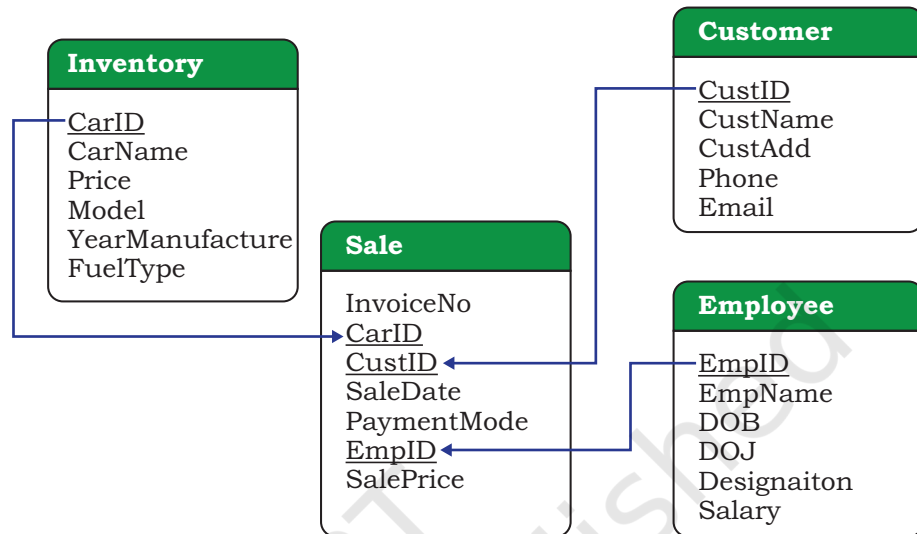 Inventory
CarID
CarName
Price
Model
YearManufacture
FuelType
Sale
InvoiceNo
CarID
CustID
SaleDate
PaymentMode
EmpID
SalePrice
Customer
CustID
CustName
CustAdd
Phone
Email
Employee
EmpID
EmpName
DOB
DOJ
Designaiton
Salary